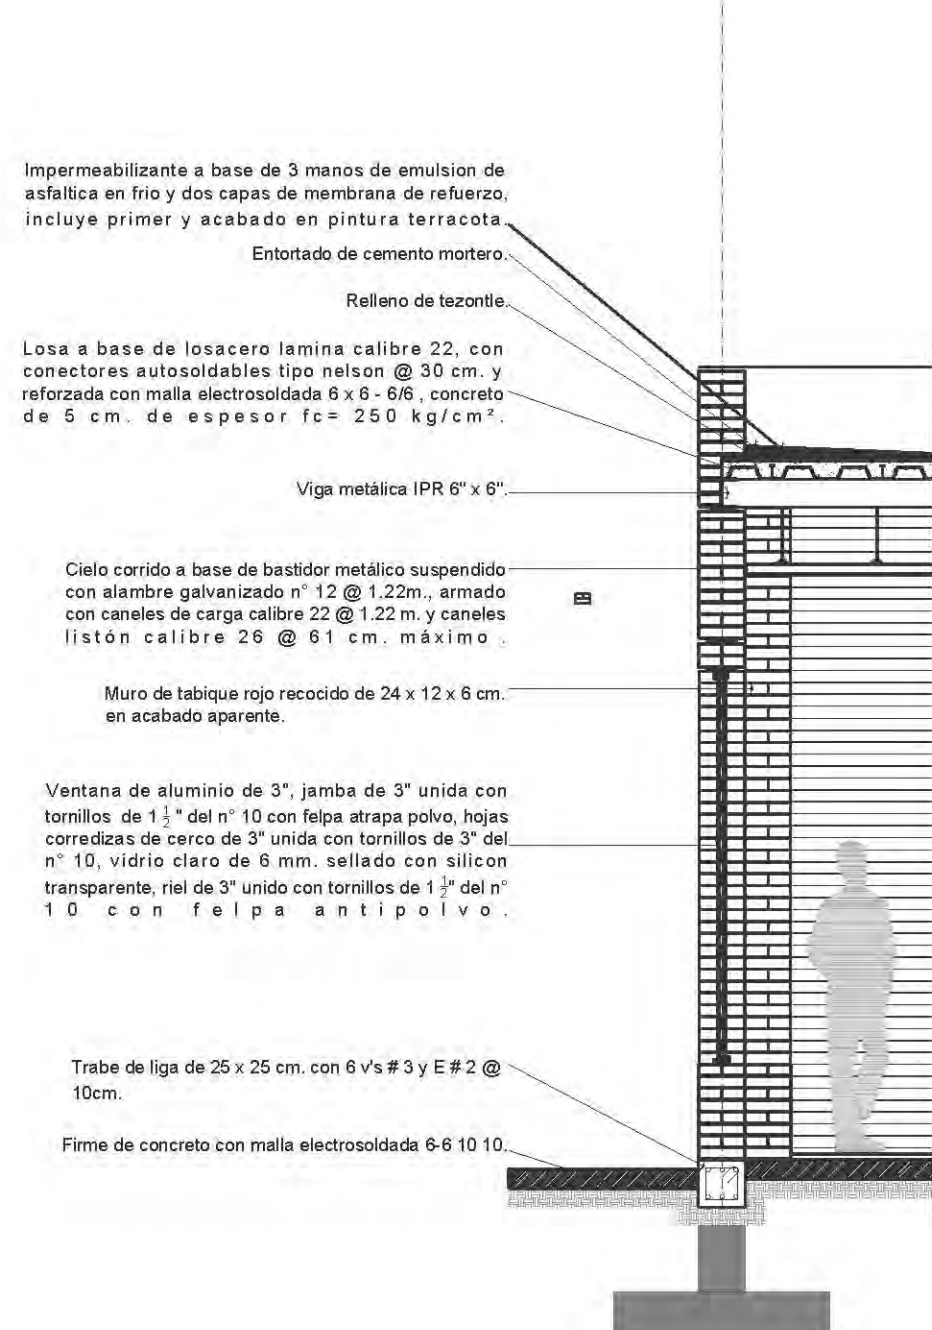 Impermeabilizante a base de 3 manos de emulsion de
asfaltica en frio y dos capas de membrana de refuerzo,
incluye primer y acabado en pintura terracota.
Entortado de cemento mortero.
Relleno de tezontle.
Losa a base de losacero lamina calibre 22, con
conectores autosoldables tipo nelson @ 30 cm. y
reforzada con malla electrosoldada 6 x 6 - 6/6 , concreto
de 5 cm. de espesor fc= 250 kg/cm².
Viga metálica IPR 6" x 6".
Cielo corrido a base de bastidor metálico suspendido
con alambre galvanizado n° 12 @ 1.22m., armado
con caneles de carga calibre 22 @ 1.22 m. y caneles
listón calibre 26 @ 61 cm. máximo .
Muro de tabique rojo recocido de 24 x 12 x 6 cm.
en acabado aparente.
Ventana de aluminio de 3", jamba de 3" unida con
tornillos de 1 ½ " del n° 10 con felpa atrapa polvo, hojas
corredizas de cerco de 3" unida con tornillos de 3" del
n° 10, vidrio claro de 6 mm. sellado con silicon
transparente, riel de 3" unido con tornillos de 1 ½" del n°
10 con felpa antipolvo.
Trabe de liga de 25 x 25 cm. con 6 v's # 3 y E # 2 @
10cm.
Firme de concreto con malla electrosoldada 6-6 10 10.